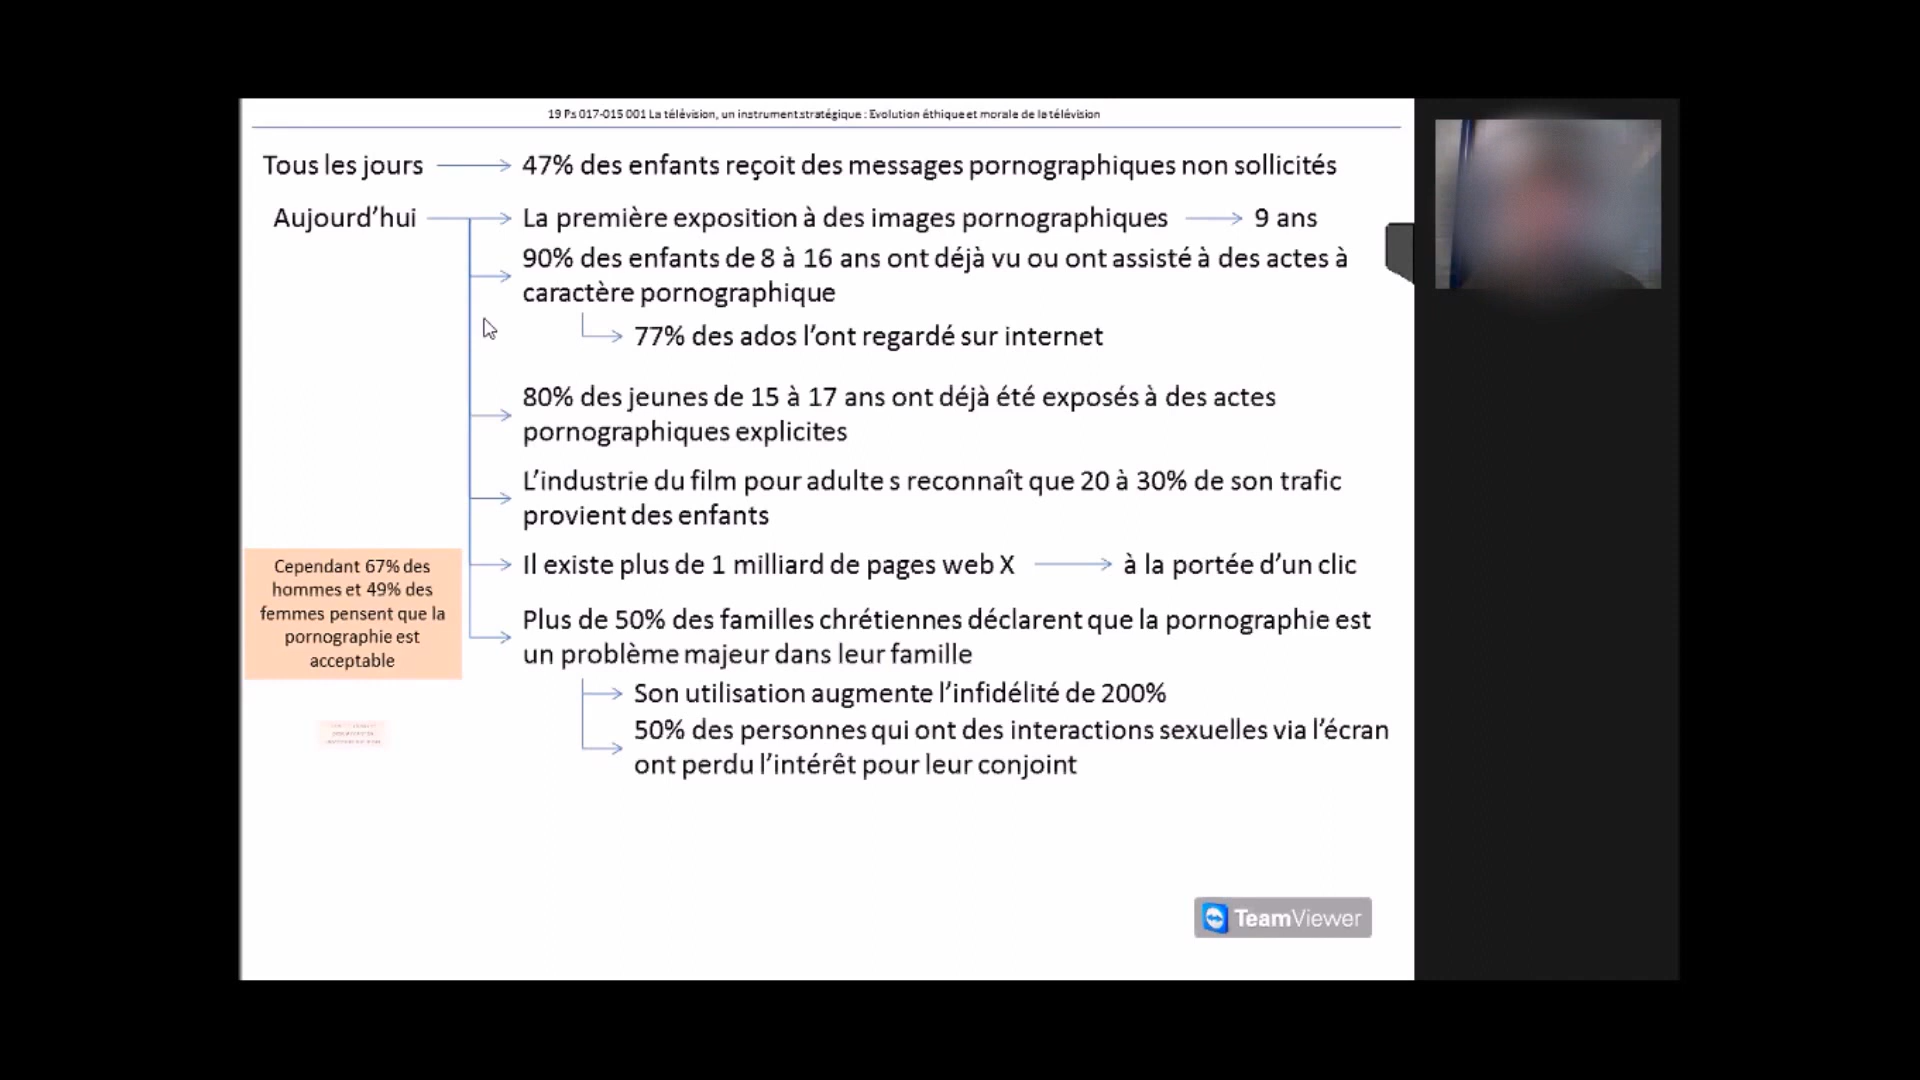 19 Ps 017-015 001 La télévision, un instrument stratégique : Evolution éthique et morale de la télévision
Tous les jours
47% des enfants reçoit des messages pornographiques non sollicités
Aujourd’hui
La première exposition à des images pornographiques
9 ans
90% des enfants de 8 à 16 ans ont déjà vu ou ont assisté à des actes à
caractère pornographique
77% des ados l’ont regardé sur internet
80% des jeunes de 15 à 17 ans ont déjà été exposés à des actes
pornographiques explicites
L’industrie du film pour adulte s reconnaît que 20 à 30% de son trafic
provient des enfants
Il existe plus de 1 milliard de pages web X
à la portée d’un clic
Cependant 67% des
hommes et 49% des
femmes pensent que la
pornographie est
acceptable
Plus de 50% des familles chrétiennes déclarent que la pornographie est
un problème majeur dans leur famille
Son utilisation augmente l’infidélité de 200%
50% des personnes qui ont des interactions sexuelles via l’écran
ont perdu l’intérêt pour leur conjoint
TeamViewer